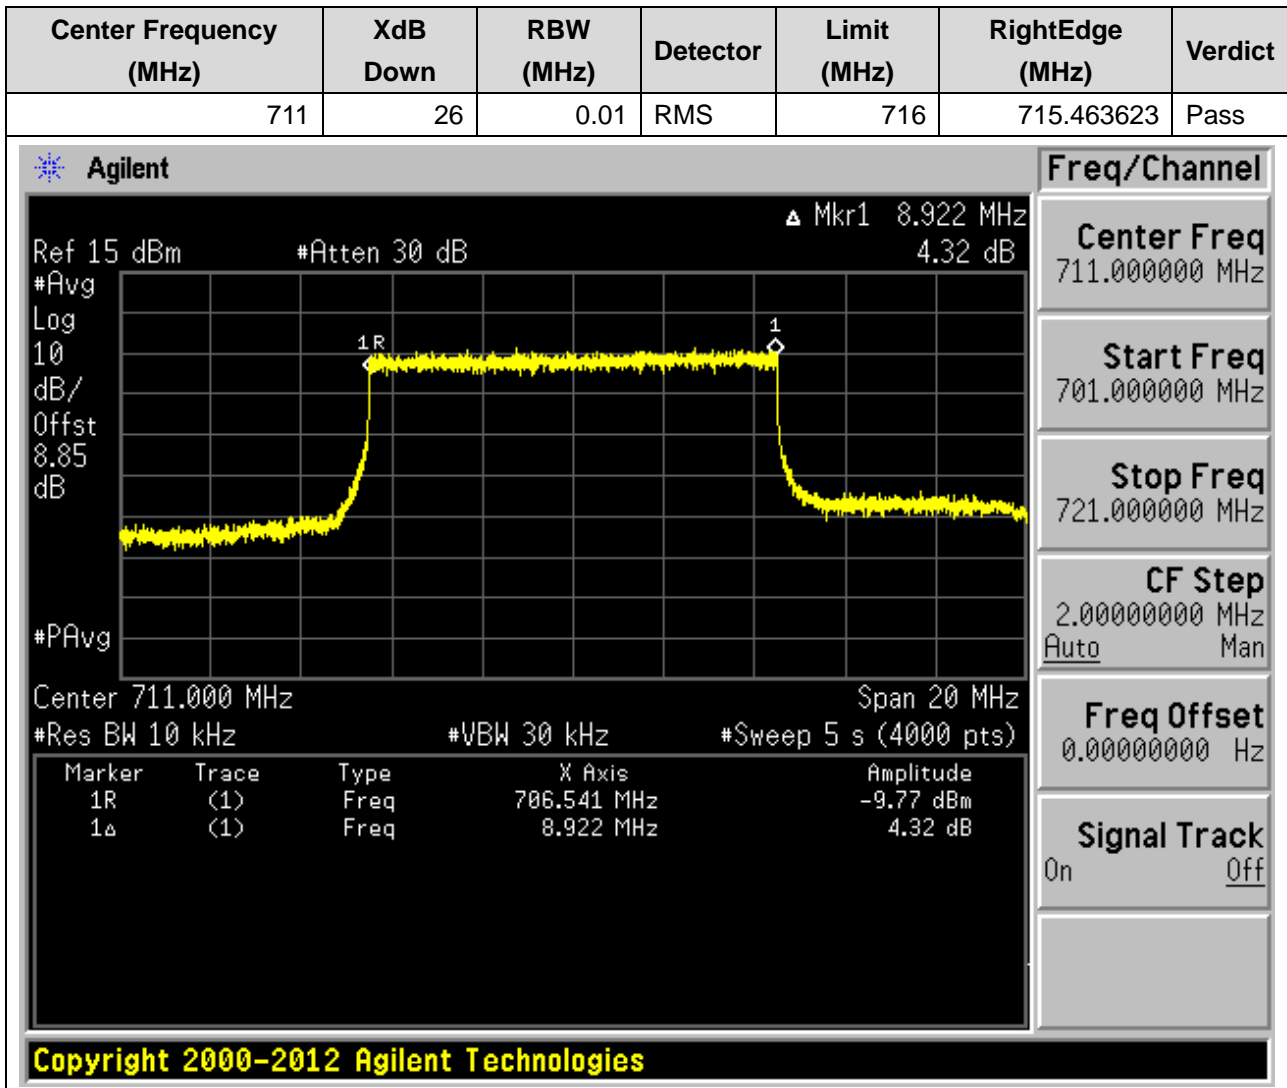 Center Frequency (MHz) XdB Down RBW (MHz) Detector Limit (MHz) RightEdge (MHz) Verdict
711 26 0.01 RMS 716 715.463623 Pass
Agilent
Freq/Channel
▵ Mkr1 8.922 MHz
Ref 15 dBm #Atten 30 dB 4.32 dB
#Avg
Log
10
dB/
Offst
8.85
dB
1R
1
#PAvg
Center 711.000 MHz Span 20 MHz
#Res BW 10 kHz #VBW 30 kHz #Sweep 5 s (4000 pts)
Marker Trace Type X Axis Amplitude
1R (1) Freq 706.541 MHz -9.77 dBm
1▵ (1) Freq 8.922 MHz 4.32 dB
Center Freq
711.000000 MHz
Start Freq
701.000000 MHz
Stop Freq
721.000000 MHz
CF Step
2.00000000 MHz
Auto Man
Freq Offset
0.00000000 Hz
Signal Track
On Off
Copyright 2000-2012 Agilent Technologies